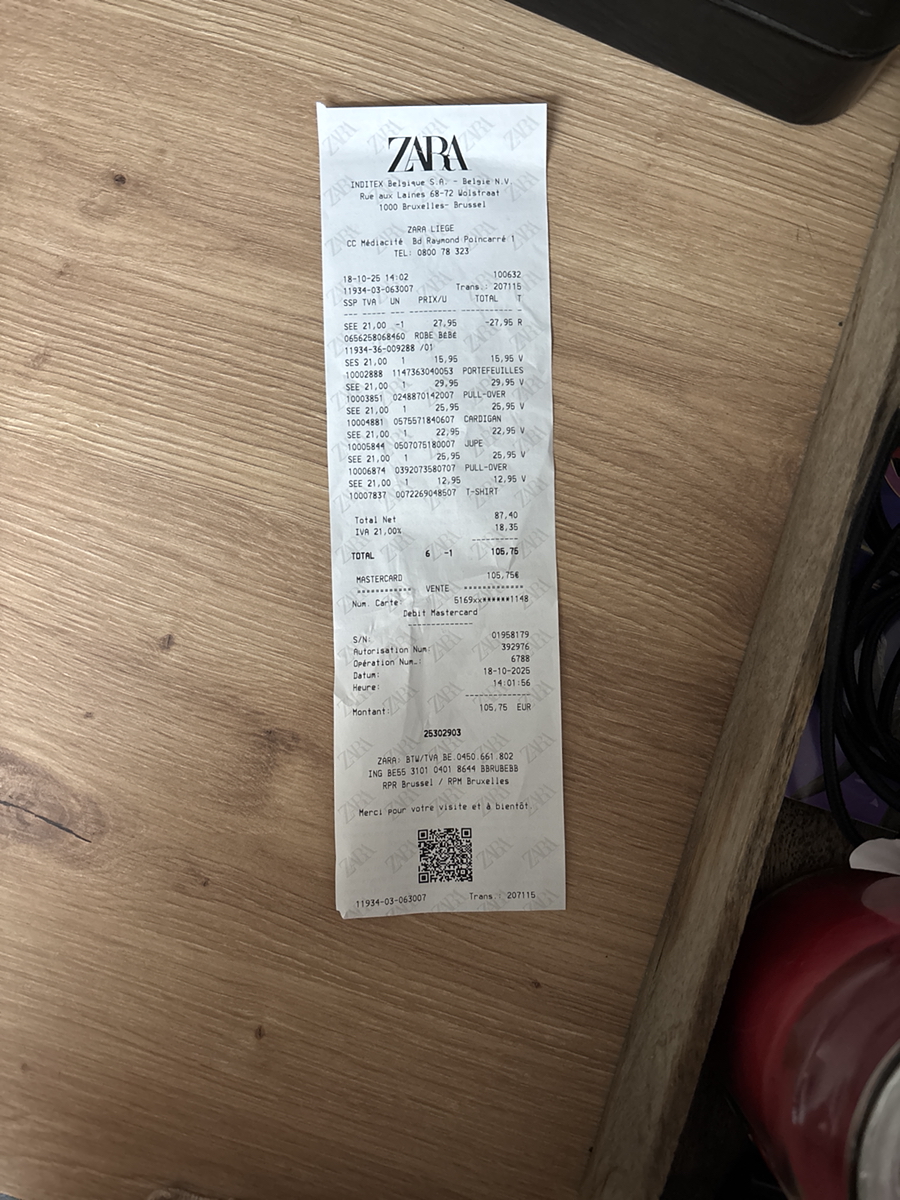 ZARA
INDITEX Belgique S.A. - Belgie N.V.
Rue aux Laines 68-72 Wolstraat
1000 Bruxelles- Brussel
ZARA LIEGE
CC Médiacité Bd Raymond Poincarré 1
TEL: 0800 78 323
18-10-25 14:02 100632
11934-03-063007 Trans.: 207115
SSP TVA UN PRIX/U TOTAL T
SEE 21,00 -1 27,95 -27,95 R
0656258068460 ROBE BéBé
11934-36-009288 /01
SES 21,00 1 15,95 15,95 V
10002888 1147363040053 PORTEFEUILLES
SEE 21,00 1 29,95 29,95 V
10003851 0248870142007 PULL-OVER
SEE 21,00 1 25,95 25,95 V
10004881 0575571840607 CARDIGAN
SEE 21,00 1 22,95 22,95 V
10005844 0507075180007 JUPE
SEE 21,00 1 25,95 25,95 V
10006874 0392073580707 PULL-OVER
SEE 21,00 1 12,95 12,95 V
10007837 0072269048507 T-SHIRT
Total Net 87,40
IVA 21,00% 18,35
TOTAL 6 -1 105,75
MASTERCARD 105,75€
************ VENTE *************
Num. Carte: 5169xx******1148
Debit Mastercard
S/N: 01958179
Autorisation Num: 392976
Opération Num.: 6788
Datum: 18-10-2025
Heure: 14:01:56
Montant: 105,75 EUR
25302903
ZARA: BTW/TVA BE.0450.661.802
ING BE55 3101 0401 8644 BBRUBEBB
RPR Brussel / RPM Bruxelles
Merci pour votre visite et à bientôt
11934-03-063007 Trans.: 207115